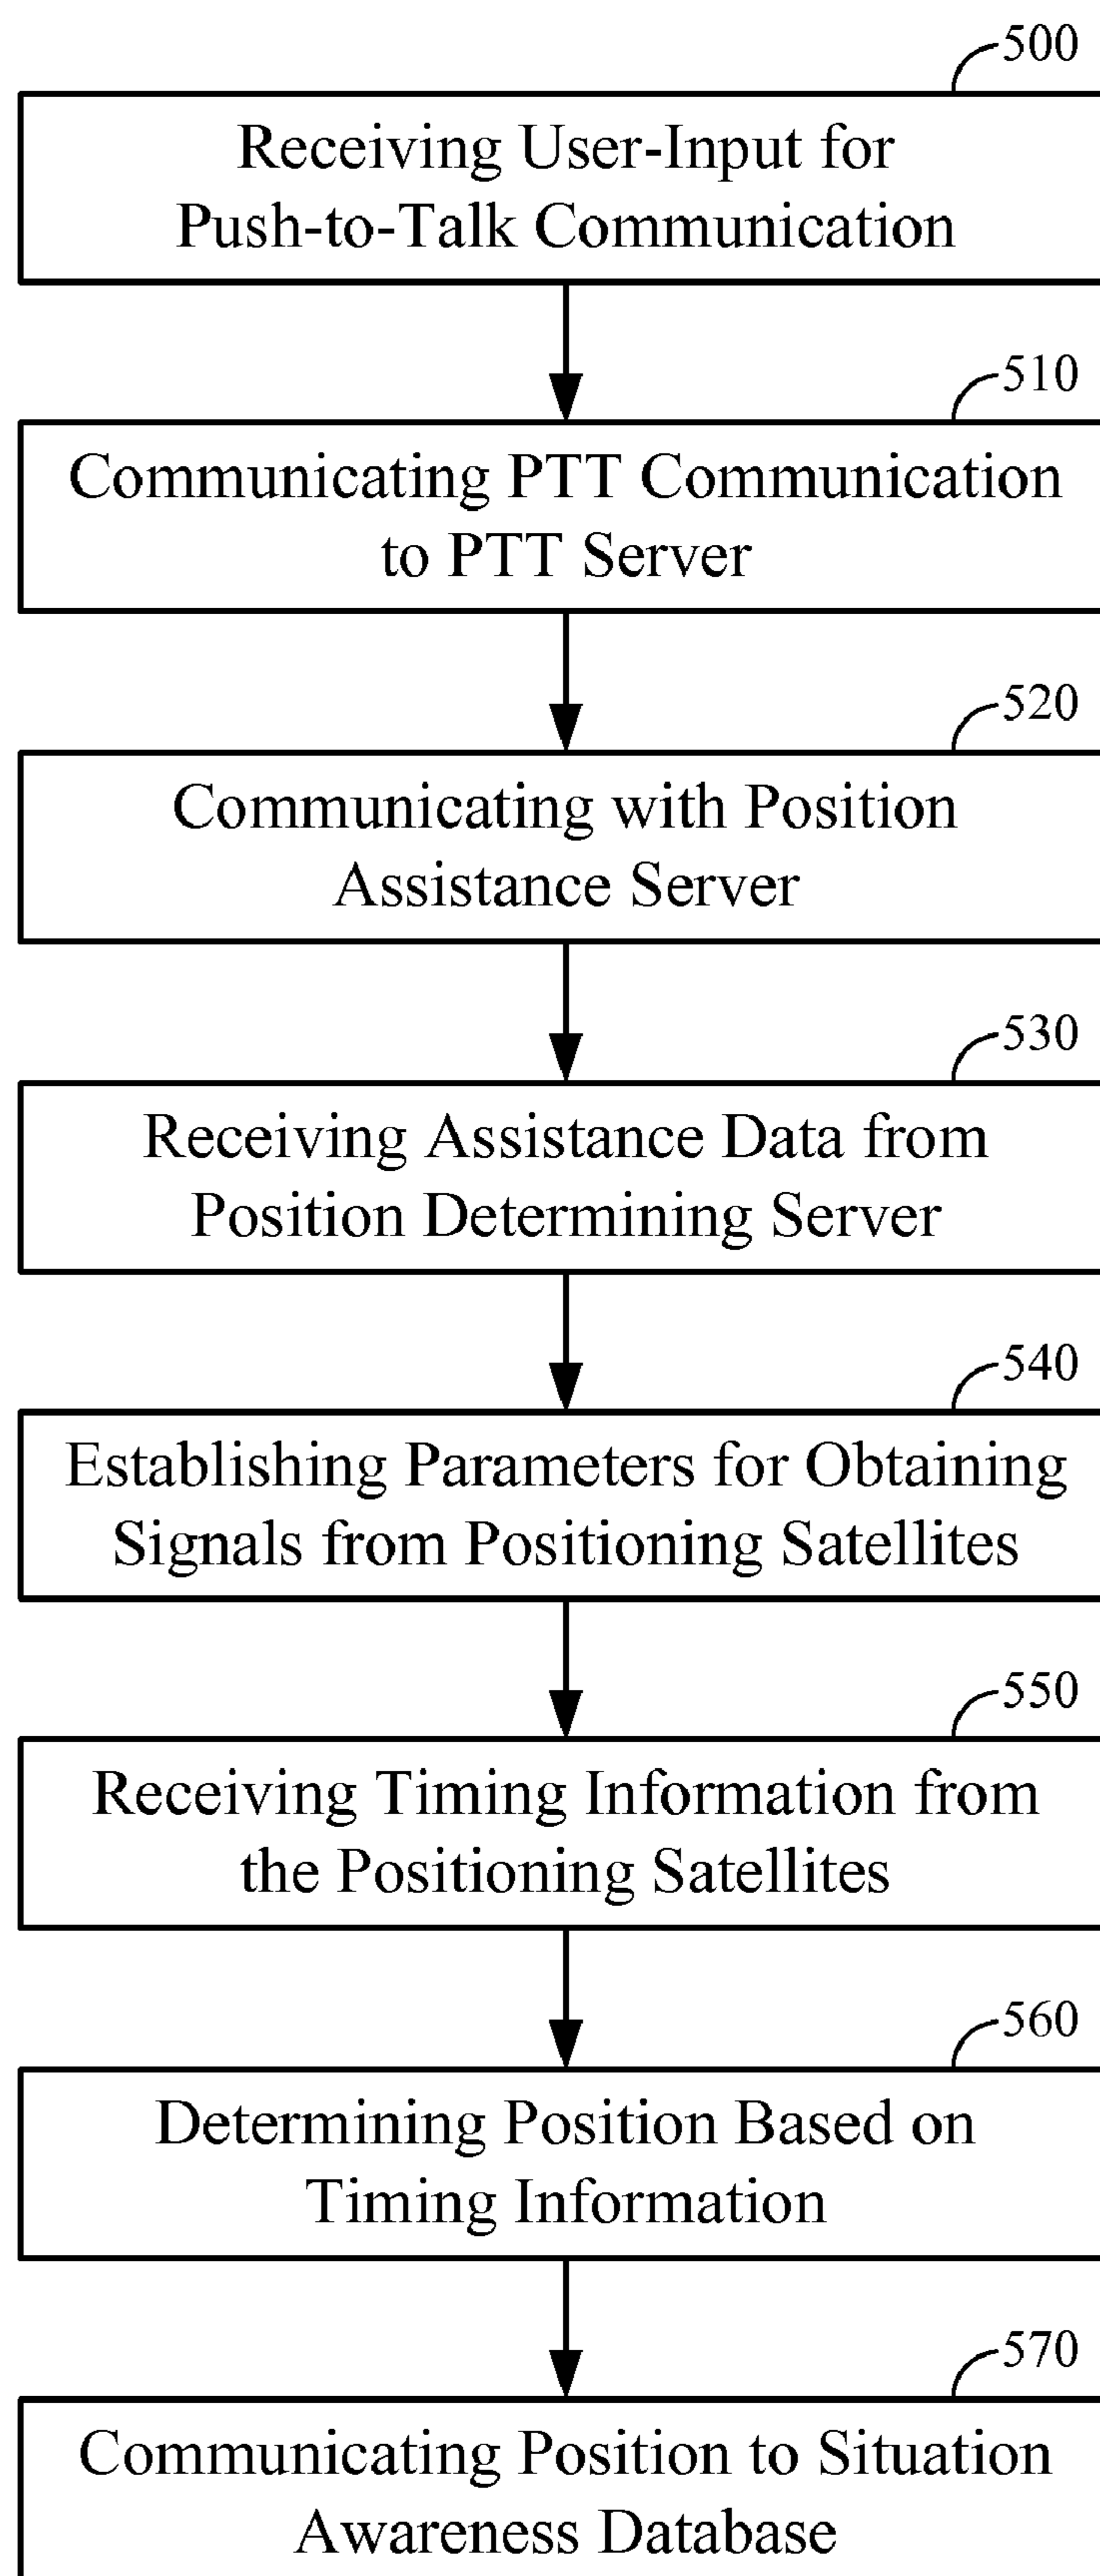 500
Receiving User-Input for
Push-to-Talk Communication
510
Communicating PTT Communication
to PTT Server
520
Communicating with Position
Assistance Server
530
Receiving Assistance Data from
Position Determining Server
540
Establishing Parameters for Obtaining
Signals from Positioning Satellites
550
Receiving Timing Information from
the Positioning Satellites
560
Determining Position Based on
Timing Information
570
Communicating Position to Situation
Awareness Database